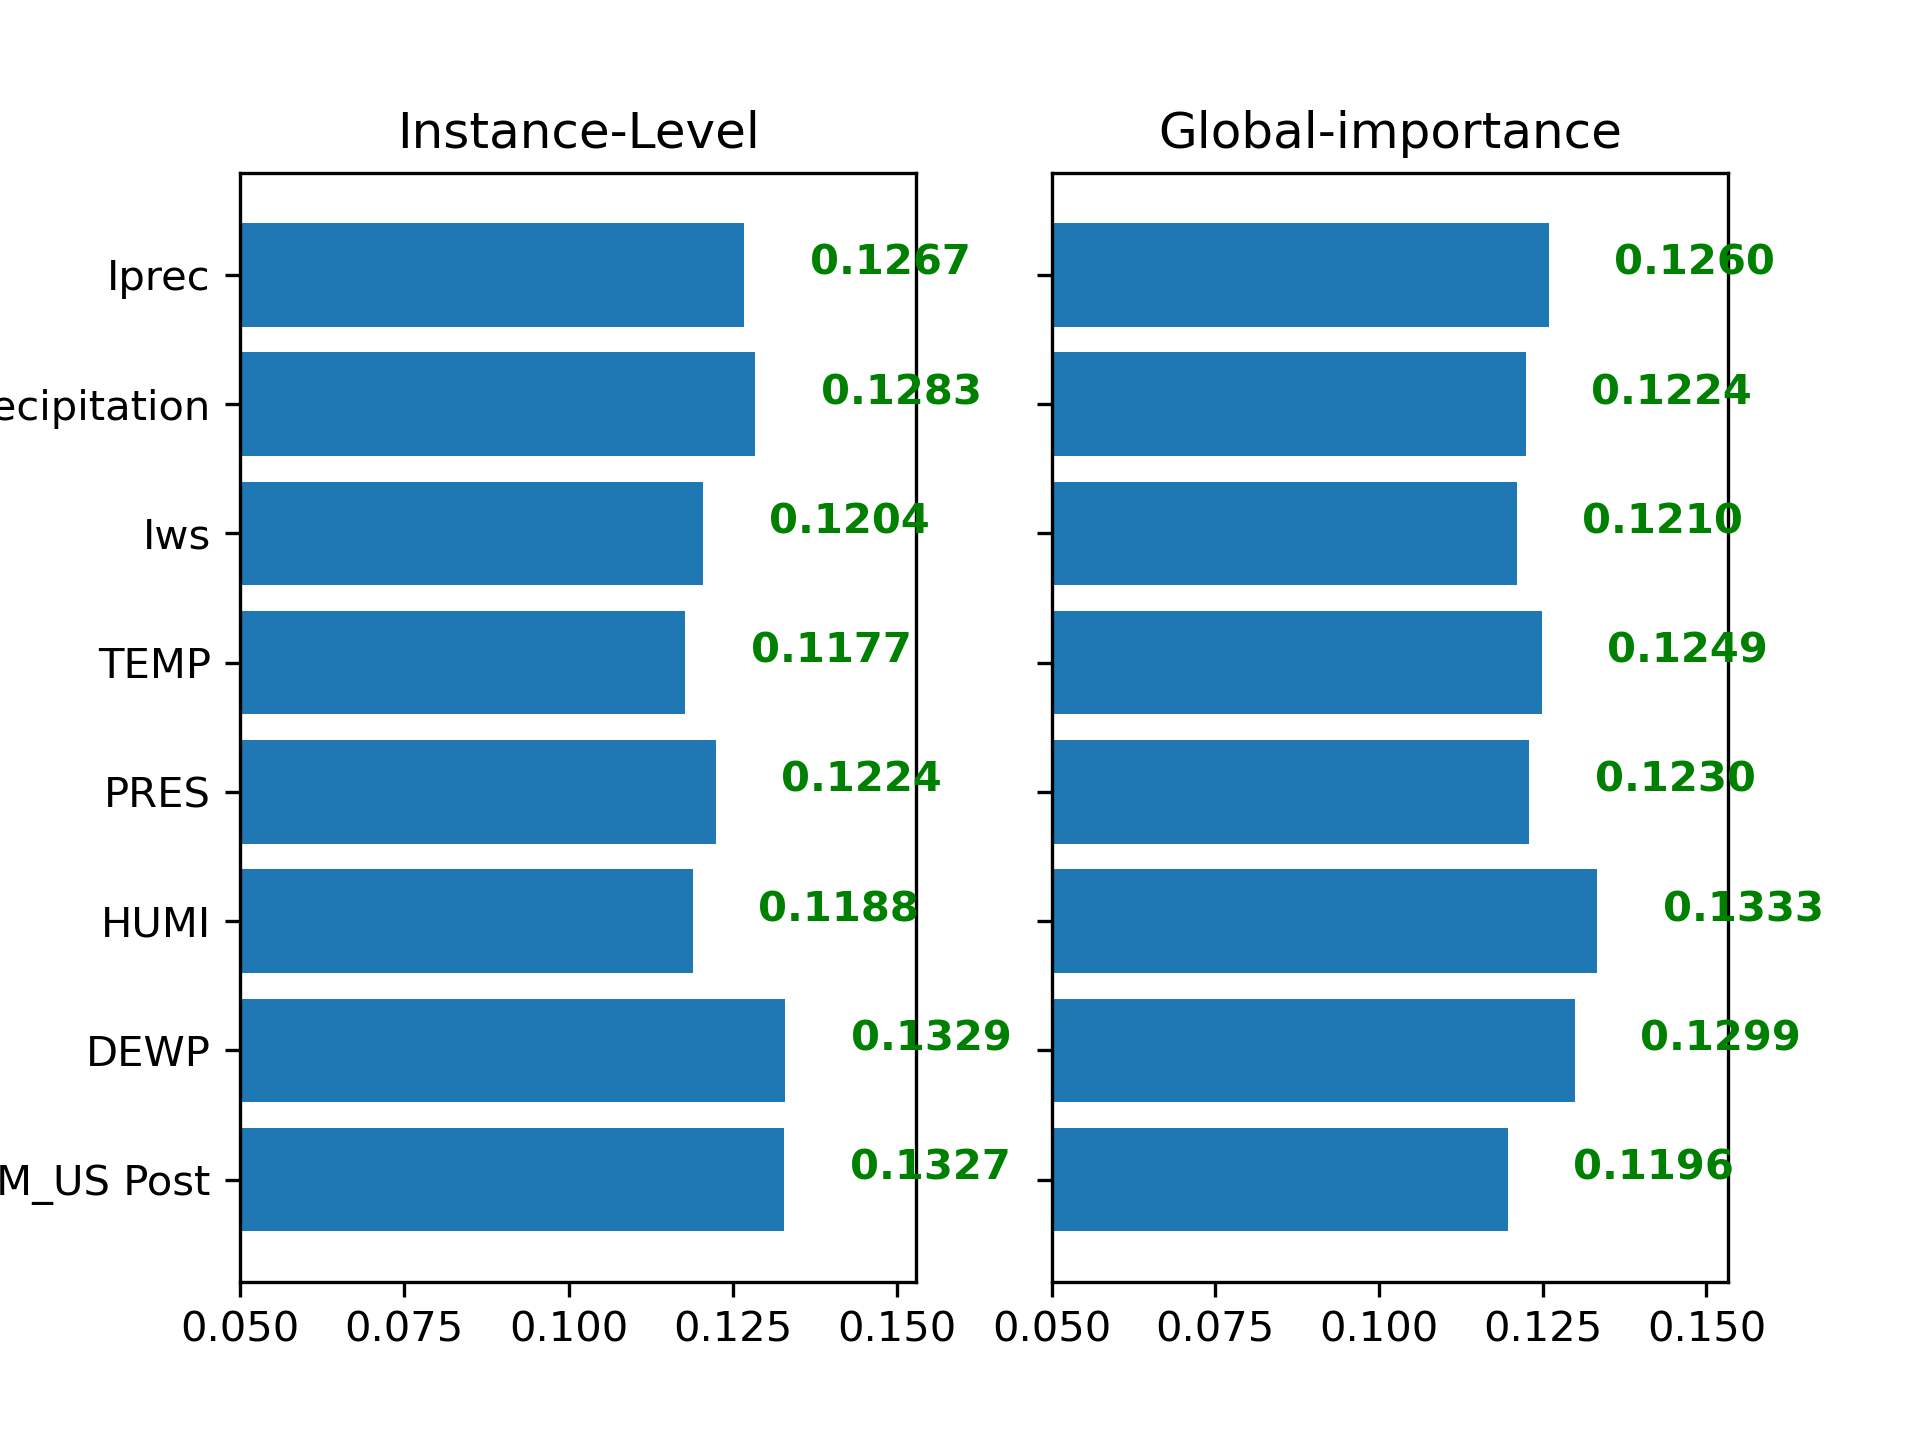 Instance-Level
Global-importance
Iprec
0.1267
0.1260
ecipitation
0.1283
0.1224
Iws
0.1204
0.1210
TEMP
0.1177
0.1249
PRES
0.1224
0.1230
HUMI
0.1188
0.1333
DEWP
0.1329
0.1299
M_US Post
0.1327
0.1196
0.050 0.075 0.100 0.125 0.150
0.050 0.075 0.100 0.125 0.150